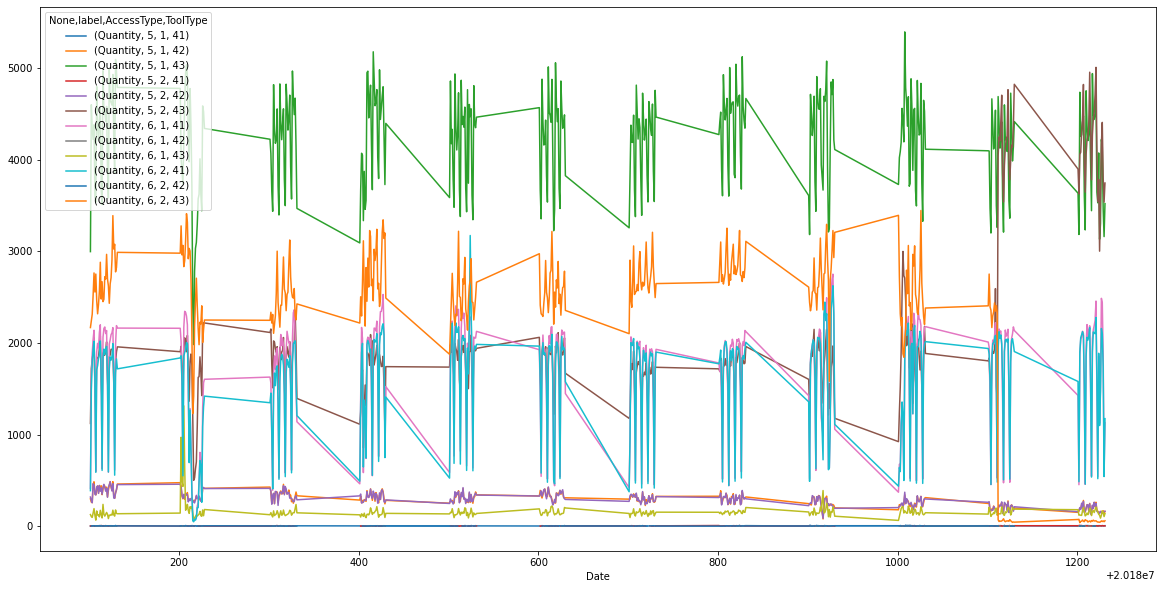 None,label,AccessType,ToolType
(Quantity, 5, 1, 41)
(Quantity, 5, 1, 42)
(Quantity, 5, 1, 43)
(Quantity, 5, 2, 41)
(Quantity, 5, 2, 42)
(Quantity, 5, 2, 43)
(Quantity, 6, 1, 41)
(Quantity, 6, 1, 42)
(Quantity, 6, 1, 43)
(Quantity, 6, 2, 41)
(Quantity, 6, 2, 42)
(Quantity, 6, 2, 43)
5000
4000
3000
2000
1000
0
200 400 600 800 1000 1200
Date
+2.018e7